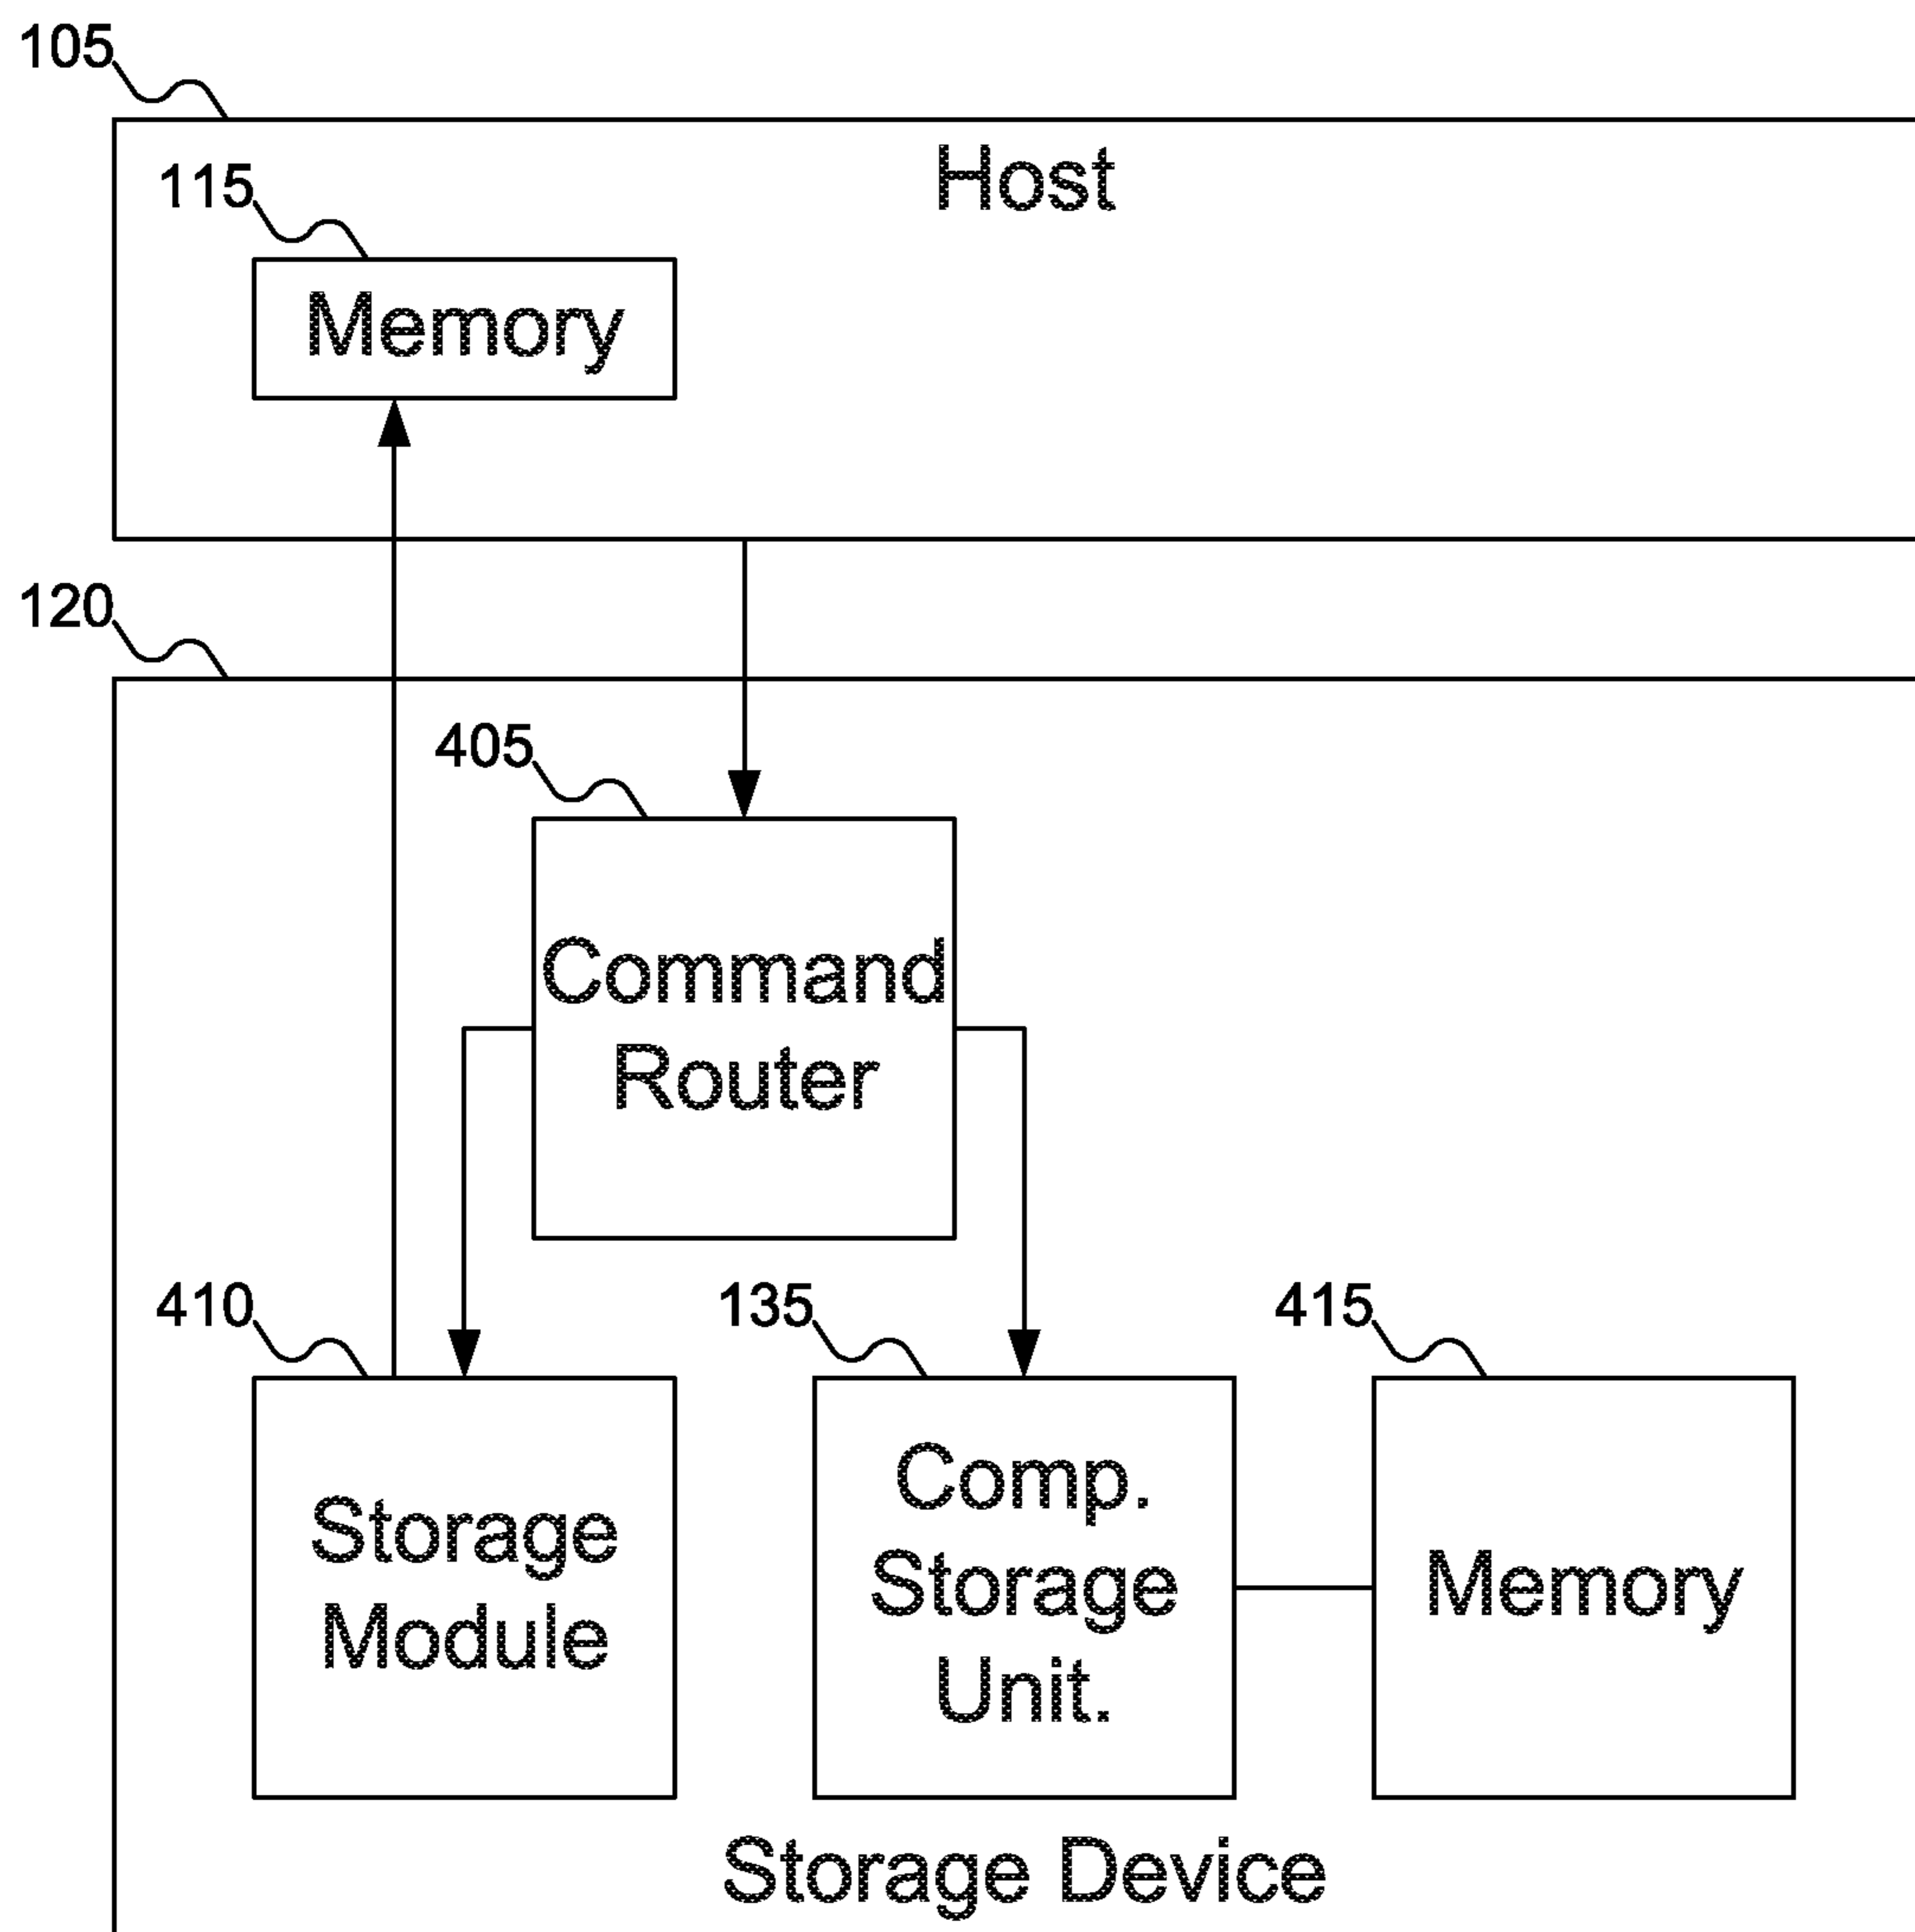 105
Host
115
Memory
120
405
Command
Router
410
135
415
Storage
Module
Comp.
Storage
Unit.
Memory
Storage Device